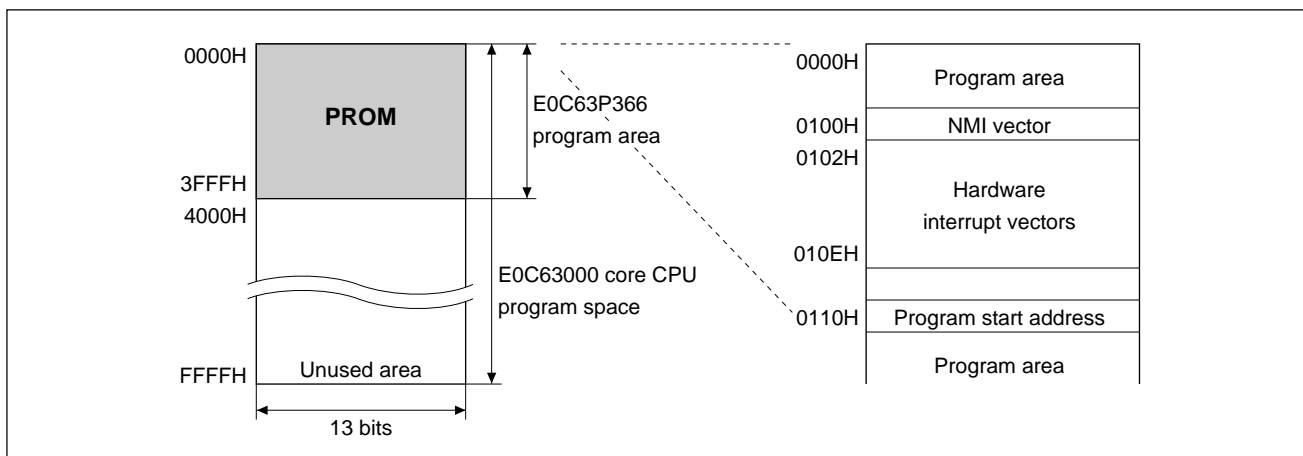 0000H
PROM
3FFFH
4000H
Unused area
FFFFH
13 bits
E0C63P366
program area
E0C63000 core CPU
program space
0000H
Program area
0100H
NMI vector
0102H
Hardware
interrupt vectors
010EH
0110H
Program start address
Program area